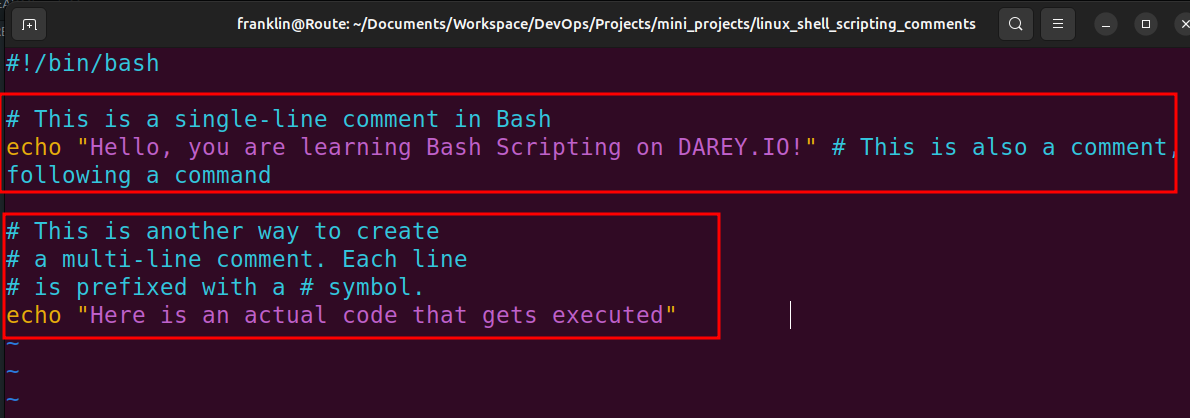 franklin@Route: ~/Documents/Workspace/DevOps/Projects/mini_projects/linux_shell_scripting_comments
#!/bin/bash
# This is a single-line comment in Bash
echo "Hello, you are learning Bash Scripting on DAREY.IO!" # This is also a comment,
following a command
# This is another way to create
# a multi-line comment. Each line
# is prefixed with a # symbol.
echo "Here is an actual code that gets executed"
~
~
~